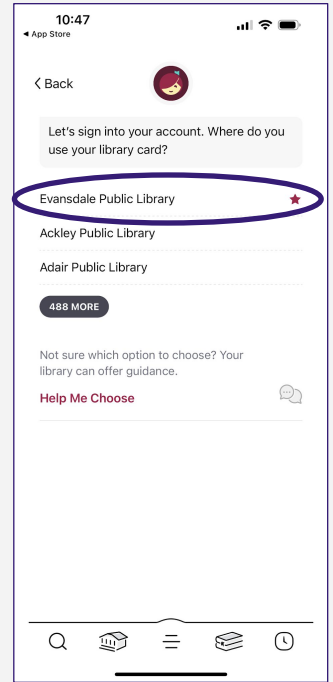 10:47
App Store
Back
Let's sign into your account. Where do you
use your library card?
Evansdale Public Library
Ackley Public Library
Adair Public Library
488 MORE
Not sure which option to choose? Your
library can offer guidance.
Help Me Choose